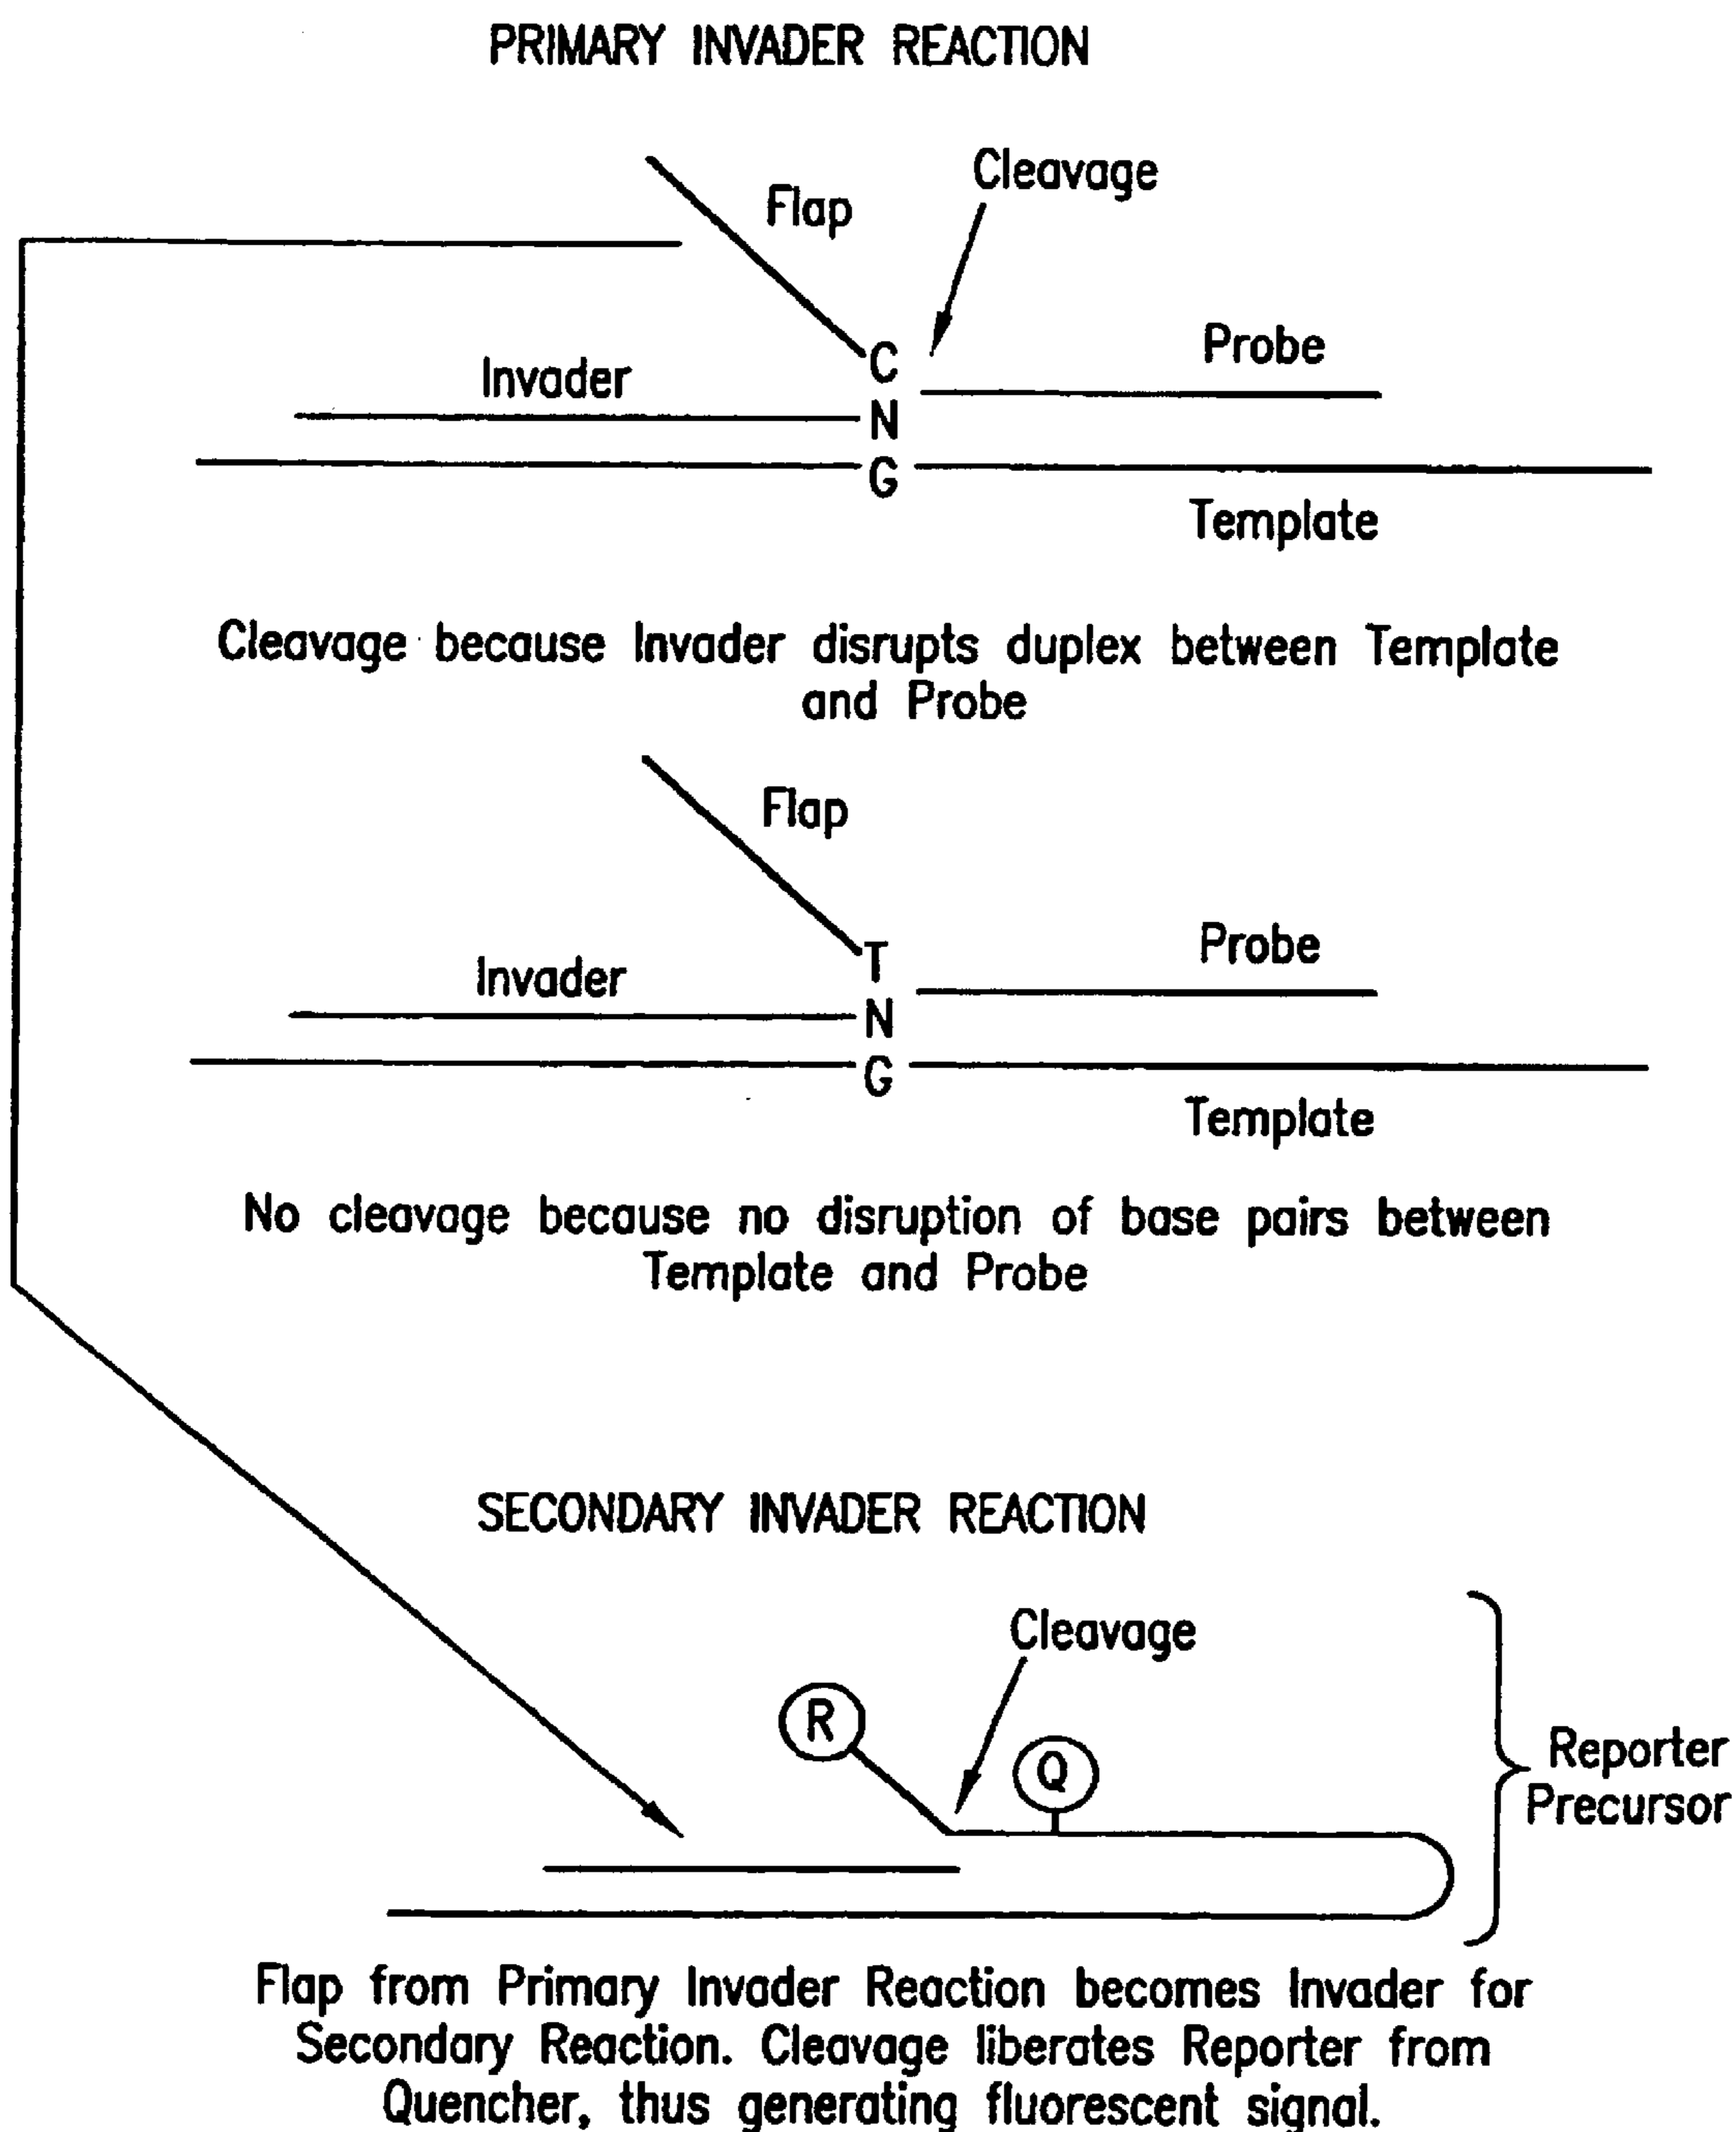 PRIMARY INVADER REACTION
Flap
Cleavage
C
Invader
Probe
N
G
Template
Cleavage because Invader disrupts duplex between Template
and Probe
Flap
T
Invader
Probe
N
G
Template
No cleavage because no disruption of base pairs between
Template and Probe
SECONDARY INVADER REACTION
Cleavage
R
Q
Reporter
Precursor
Flap from Primary Invader Reaction becomes Invader for
Secondary Reaction. Cleavage liberates Reporter from
Quencher, thus generating fluorescent signal.